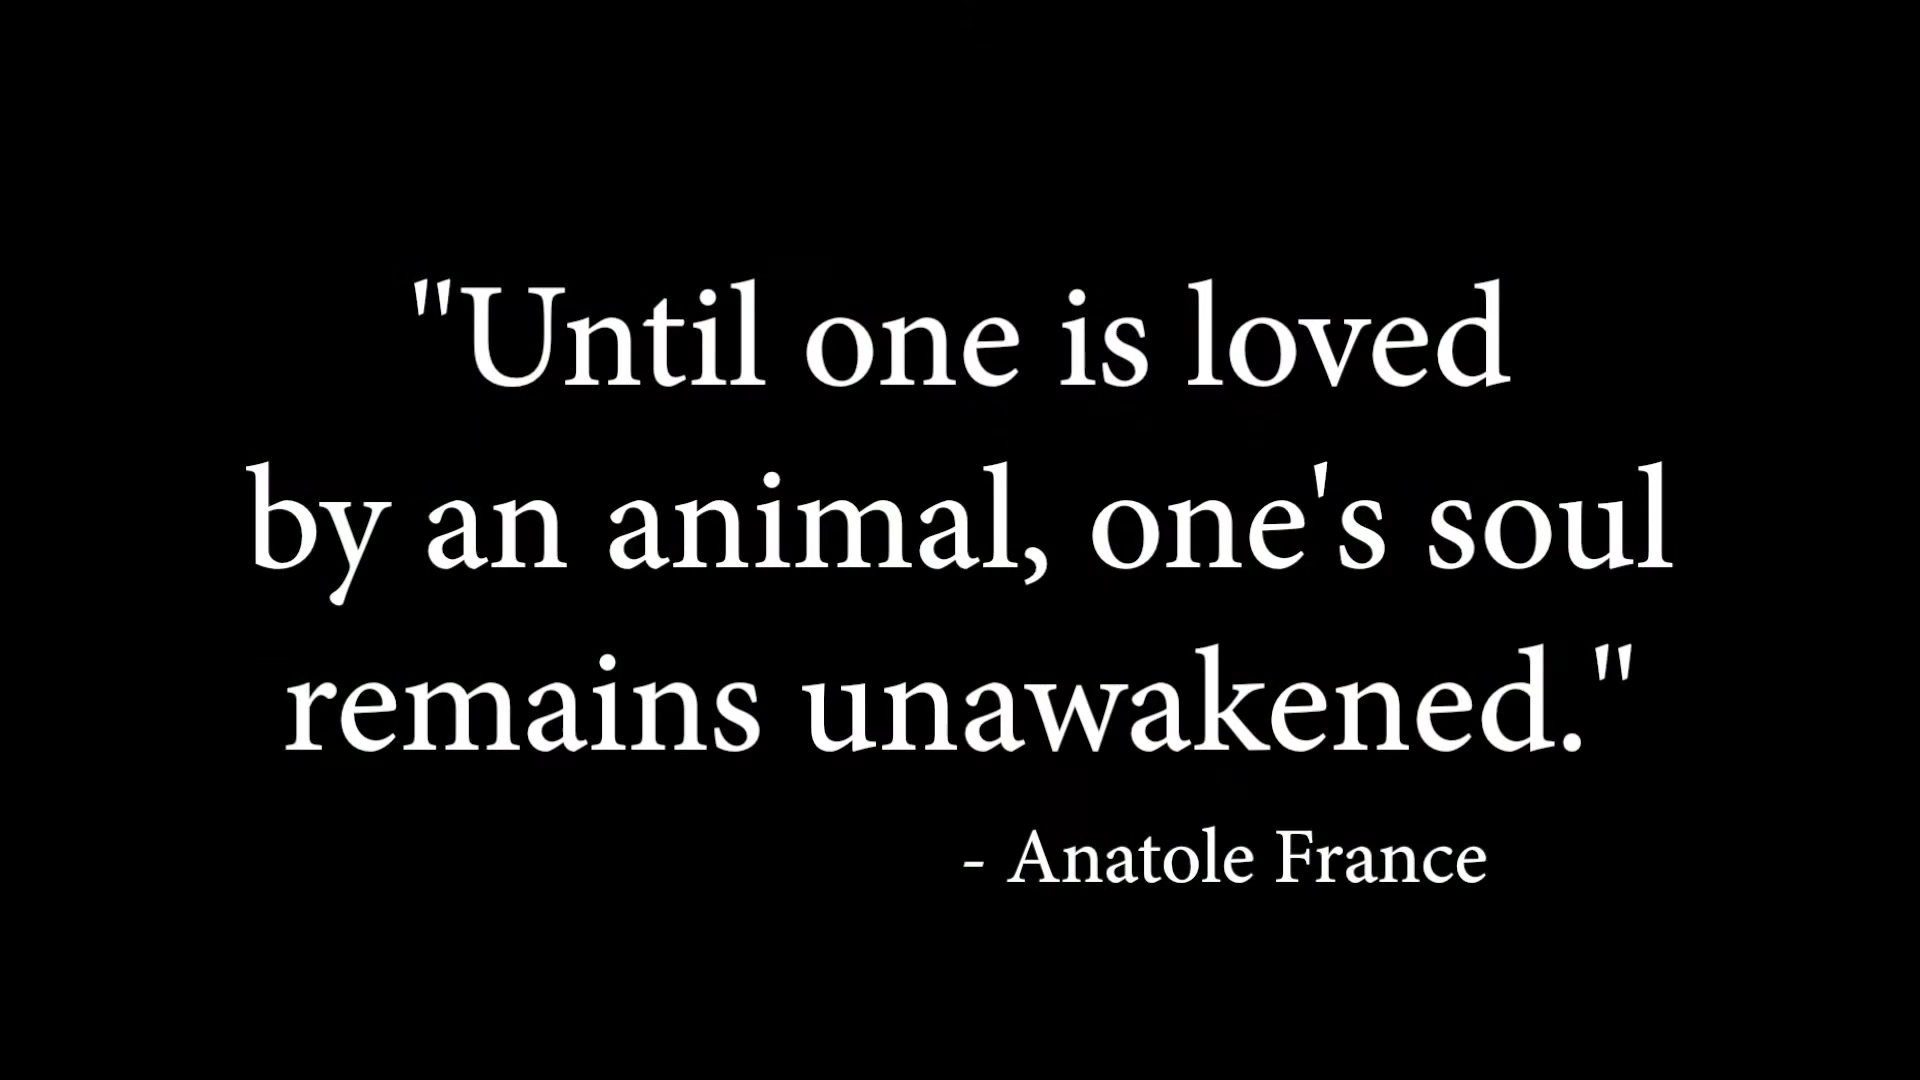 "Until one is loved
by an animal, one's soul
remains unawakened."
- Anatole France